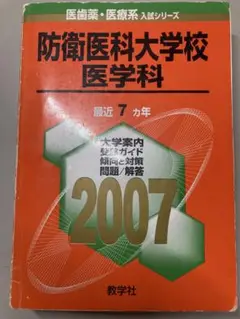 医歯薬・医療系入試シリーズ
防衛医科大学校
医学科
最近7ヵ年
大学案内
受験ガイド
傾向と対策
問題/解答
2007
教学社